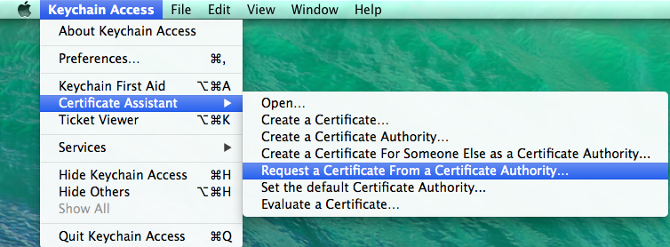 Keychain Access File Edit View Window Help
About Keychain Access
Preferences... ⌘,
Keychain First Aid ⌥⌘A
Certificate Assistant ▶
Ticket Viewer ⌥⌘K
Services ▶
Hide Keychain Access ⌘H
Hide Others ⌥⌘H
Show All
Quit Keychain Access ⌘Q
Open...
Create a Certificate...
Create a Certificate Authority...
Create a Certificate For Someone Else as a Certificate Authority...
Request a Certificate From a Certificate Authority...
Set the default Certificate Authority...
Evaluate a Certificate...